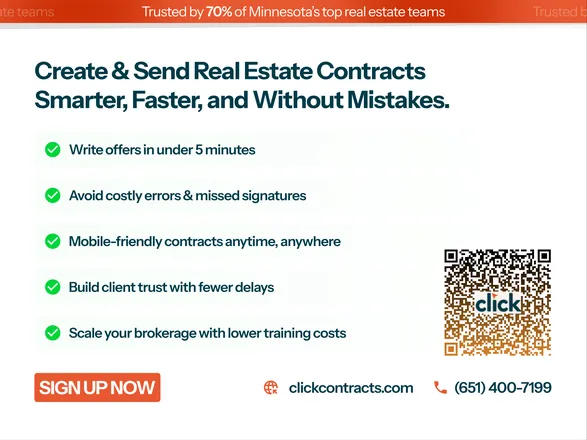 ate teams Trusted by 70% of Minnesota's top real estate teams Trusted b
Create & Send Real Estate Contracts
Smarter, Faster, and Without Mistakes.
Write offers in under 5 minutes
Avoid costly errors & missed signatures
Mobile-friendly contracts anytime, anywhere
Build client trust with fewer delays
Scale your brokerage with lower training costs
click
SIGN UP NOW clickcontracts.com (651) 400-7199